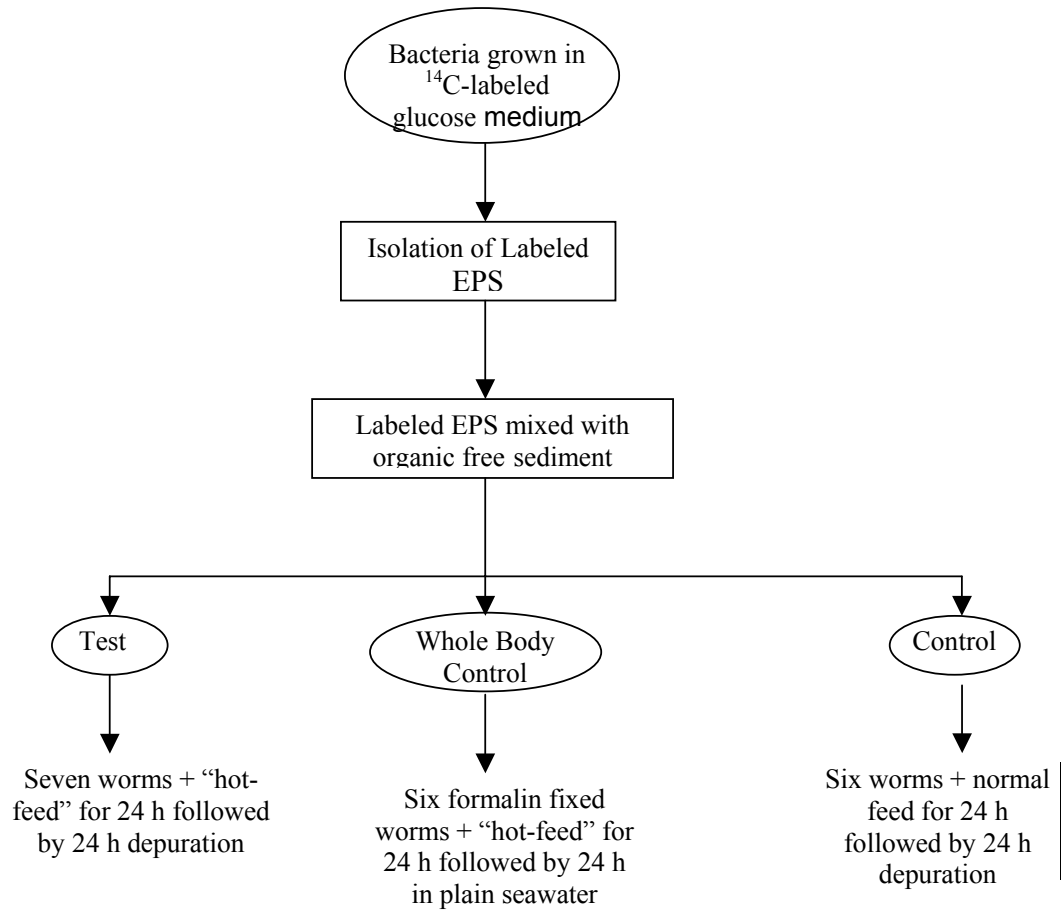 Bacteria grown in
¹⁴C-labeled
glucose medium
Isolation of Labeled
EPS
Labeled EPS mixed with
organic free sediment
Test
Whole Body
Control
Control
Seven worms + “hot-
feed” for 24 h followed
by 24 h depuration
Six formalin fixed
worms + “hot-feed” for
24 h followed by 24 h
in plain seawater
Six worms + normal
feed for 24 h
followed by 24 h
depuration